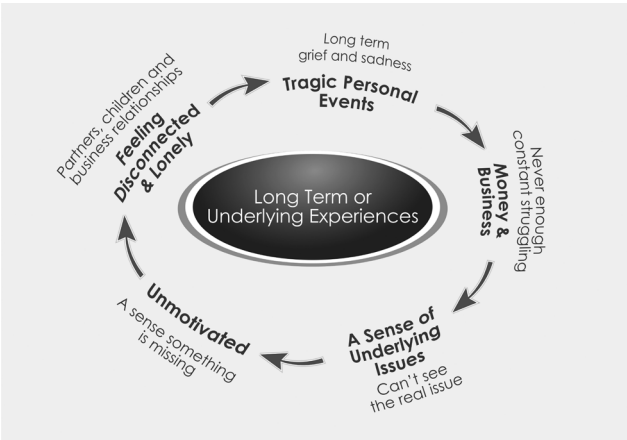 Long term
grief and sadness
Tragic Personal
Events
Never enough
constant struggling
Money &
Business
A Sense of
Underlying
Issues
Can't see
the real issue
Unmotivated
A sense something
is missing
Partners, children and
business relationships
Feeling
Disconnected
& Lonely
Long Term or
Underlying Experiences